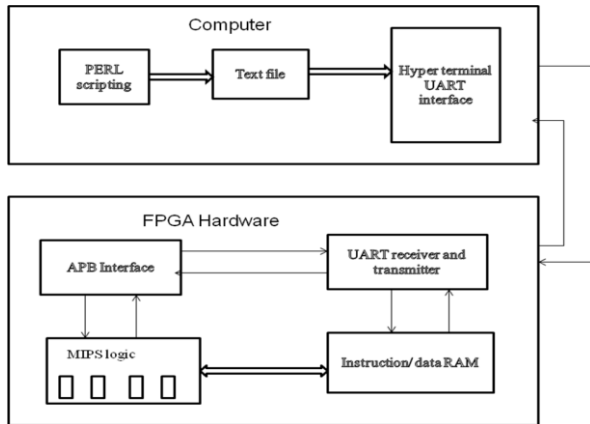 Computer
PERL
scripting
Text file
Hyper terminal
UART
interface
FPGA Hardware
APB Interface
UART receiver and
transmitter
MIPS logic
Instruction/ data RAM